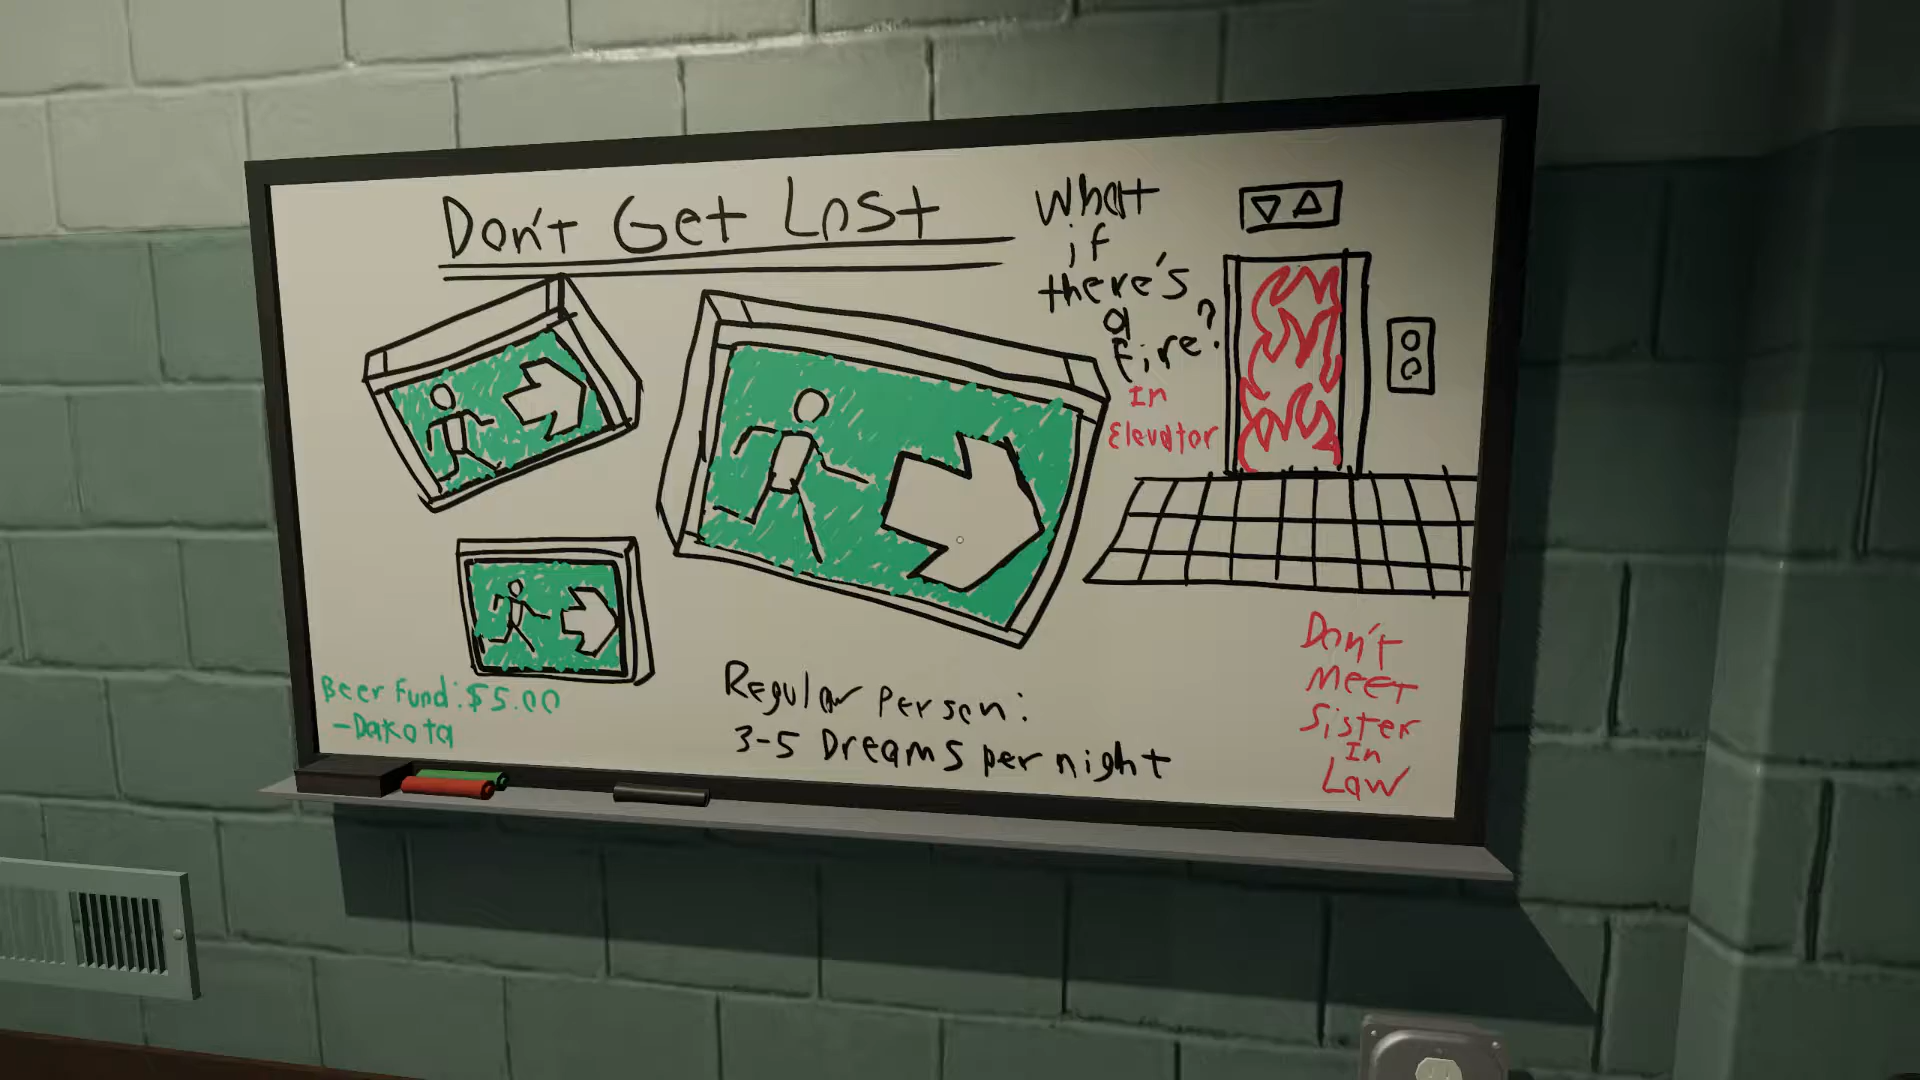 Don't Get Lost
What
if
there's
a
fire?
In
Elevator
Beer Fund: $5.00
-Dakota
Regular Person:
3-5 Dreams per night
Don't
Meet
Sister
In
Law